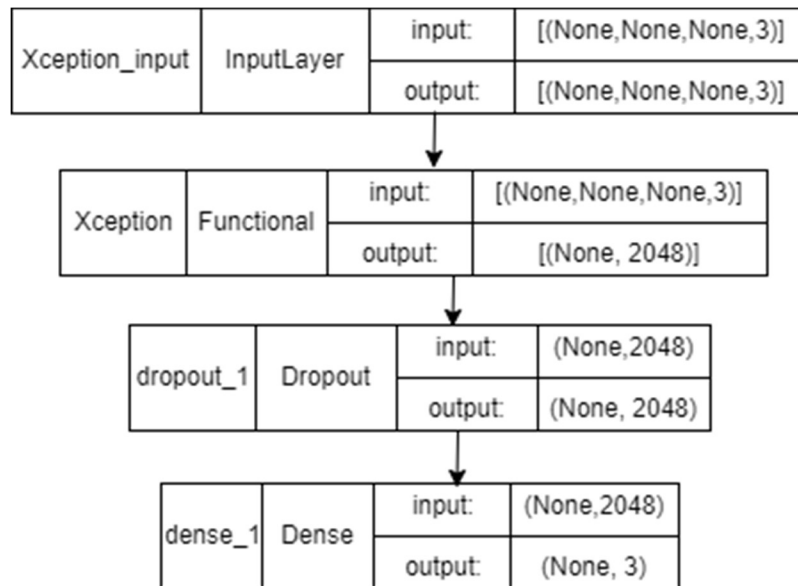 Xception_input InputLayer input: [(None,None,None,3)]
output: [(None,None,None,3)]
Xception Functional input: [(None,None,None,3)]
output: [(None, 2048)]
dropout_1 Dropout input: (None,2048)
output: (None, 2048)
dense_1 Dense input: (None,2048)
output: (None, 3)